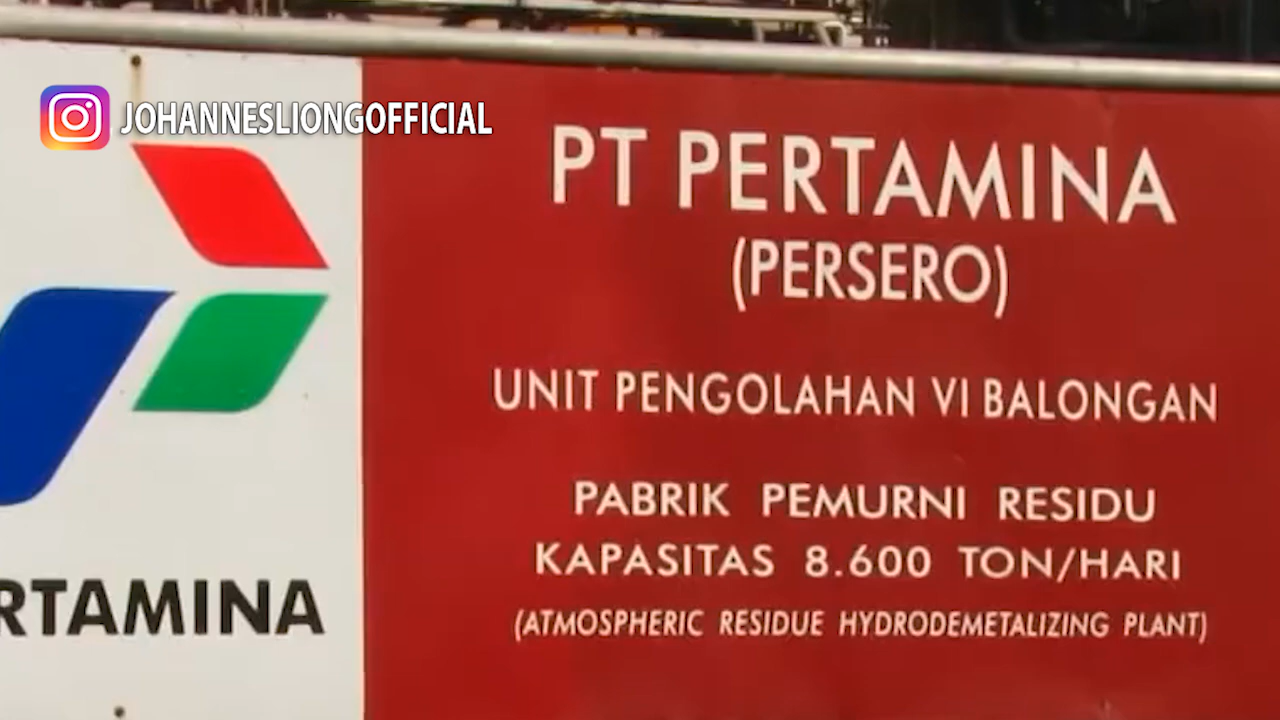 JOHANNESLIONGOFFICIAL
PT PERTAMINA
(PERSERO)
UNIT PENGOLAHAN VI BALONGAN
PABRIK PEMURNI RESIDU
KAPASITAS 8.600 TON/HARI
(ATMOSPHERIC RESIDUE HYDRODEMETALIZING PLANT)
RTAMINA